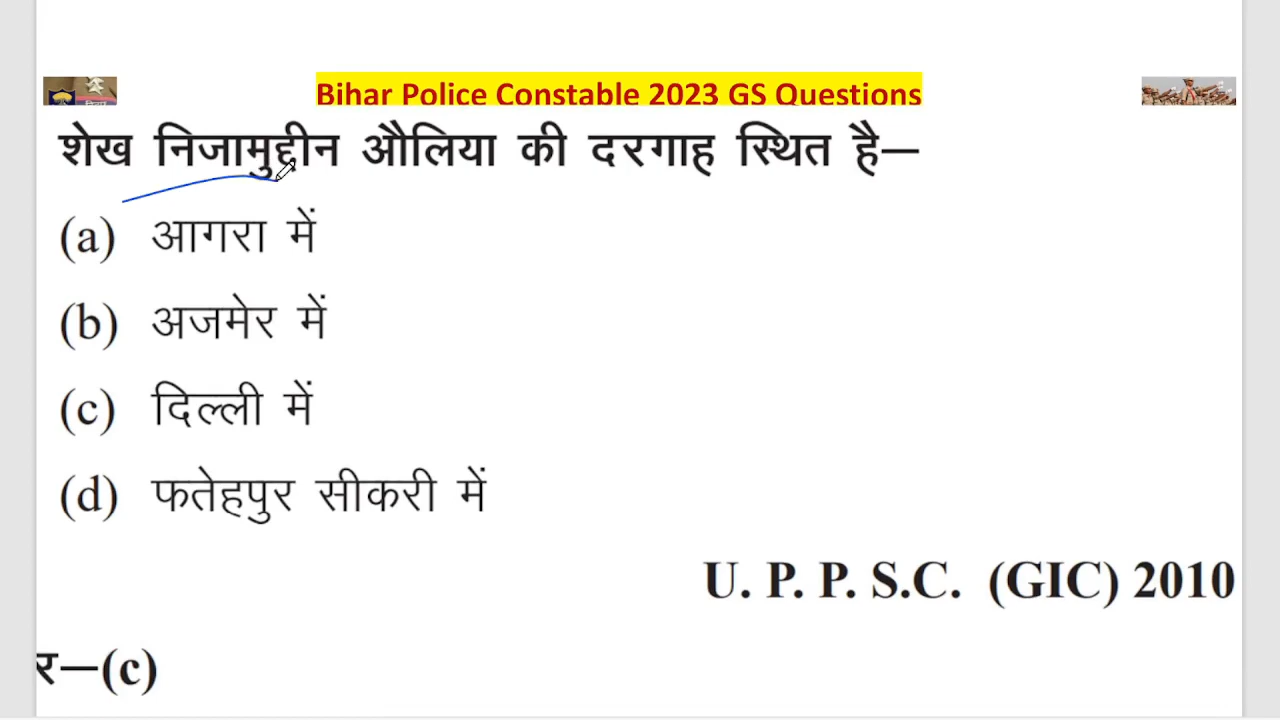 Bihar Police Constable 2023 GS Questions
शेख निजामुद्दीन औलिया की दरगाह स्थित है—
(a) आगरा में
(b) अजमेर में
(c) दिल्ली में
(d) फतेहपुर सीकरी में
U. P. P. S.C. (GIC) 2010
र—(c)